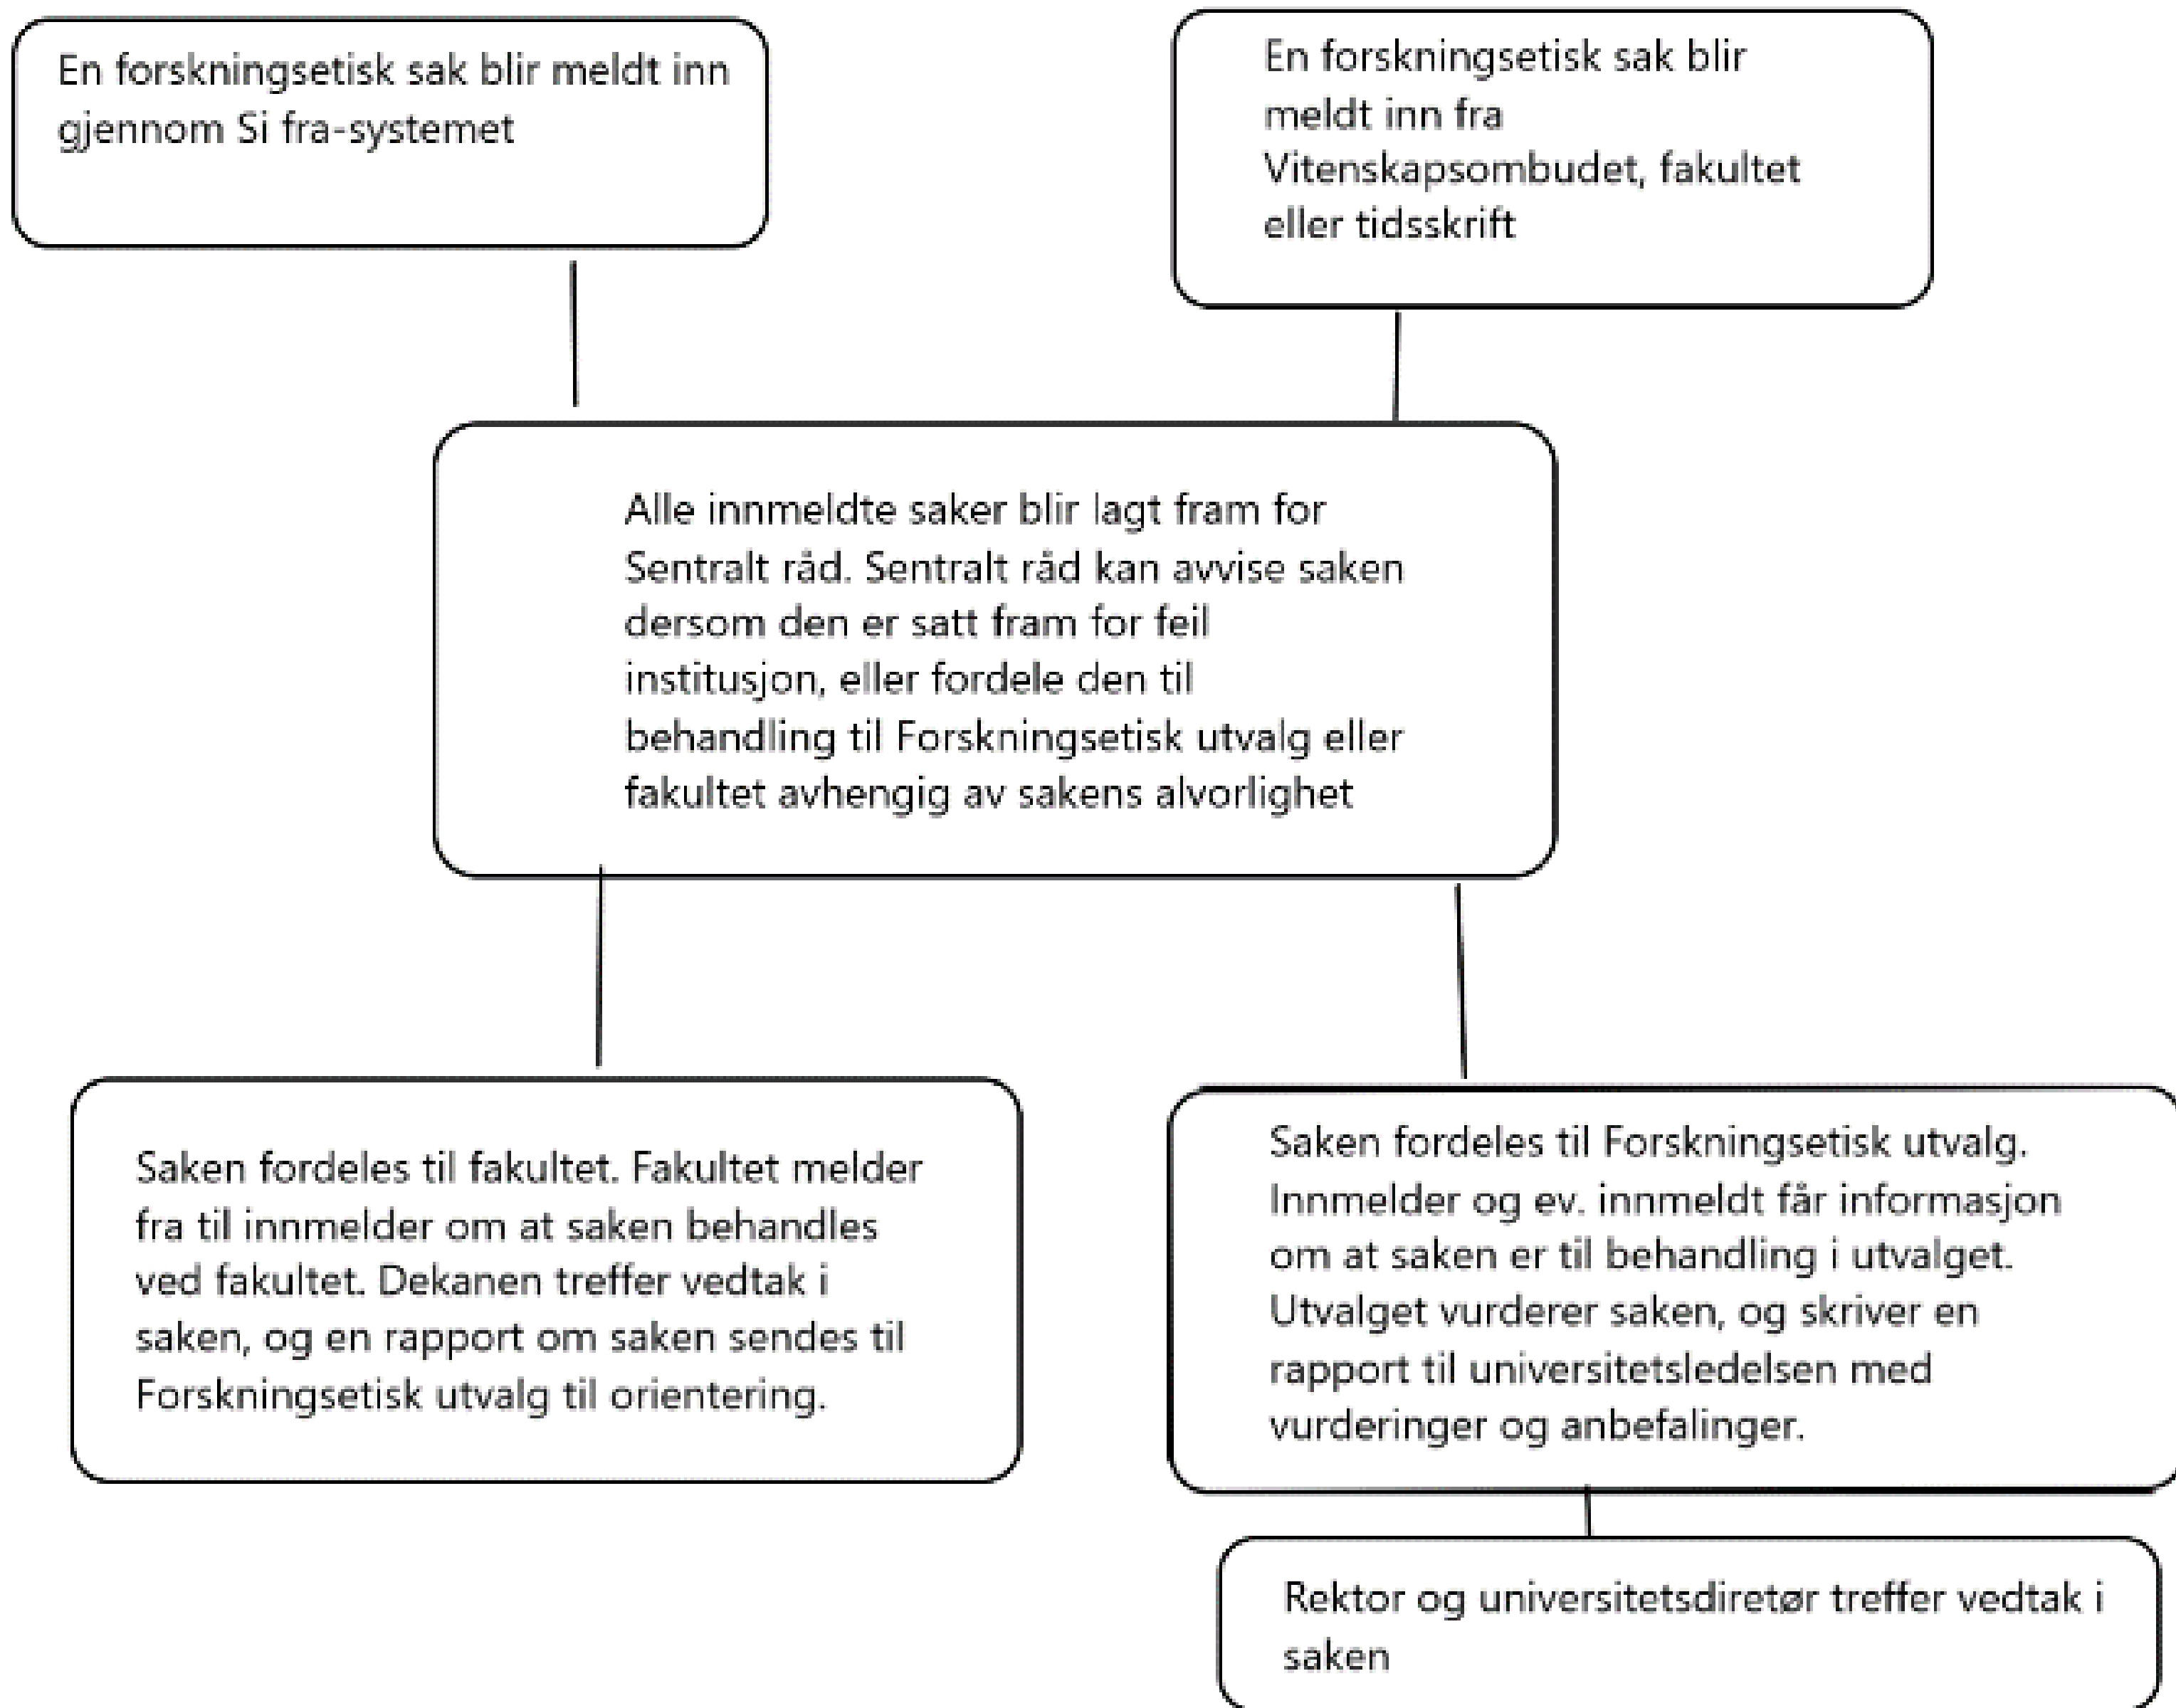 En forskningsetisk sak blir meldt inn
gjennom Si fra-systemet
En forskningsetisk sak blir
meldt inn fra
Vitenskapsombudet, fakultet
eller tidsskrift
Alle innmeldte saker blir lagt fram for
Sentralt råd. Sentralt råd kan avvise saken
dersom den er satt fram for feil
institusjon, eller fordele den til
behandling til Forskningsetisk utvalg eller
fakultet avhengig av sakens alvorlighet
Saken fordeles til fakultet. Fakultet melder
fra til innmelder om at saken behandles
ved fakultet. Dekanen treffer vedtak i
saken, og en rapport om saken sendes til
Forskningsetisk utvalg til orientering.
Saken fordeles til Forskningsetisk utvalg.
Innmelder og ev. innmeldt får informasjon
om at saken er til behandling i utvalget.
Utvalget vurderer saken, og skriver en
rapport til universitetsledelsen med
vurderinger og anbefalinger.
Rektor og universitetsdiretør treffer vedtak i
saken